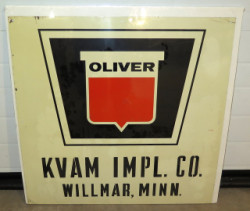 OLIVER
KVAM IMPL. CO.
WILLMAR, MINN.